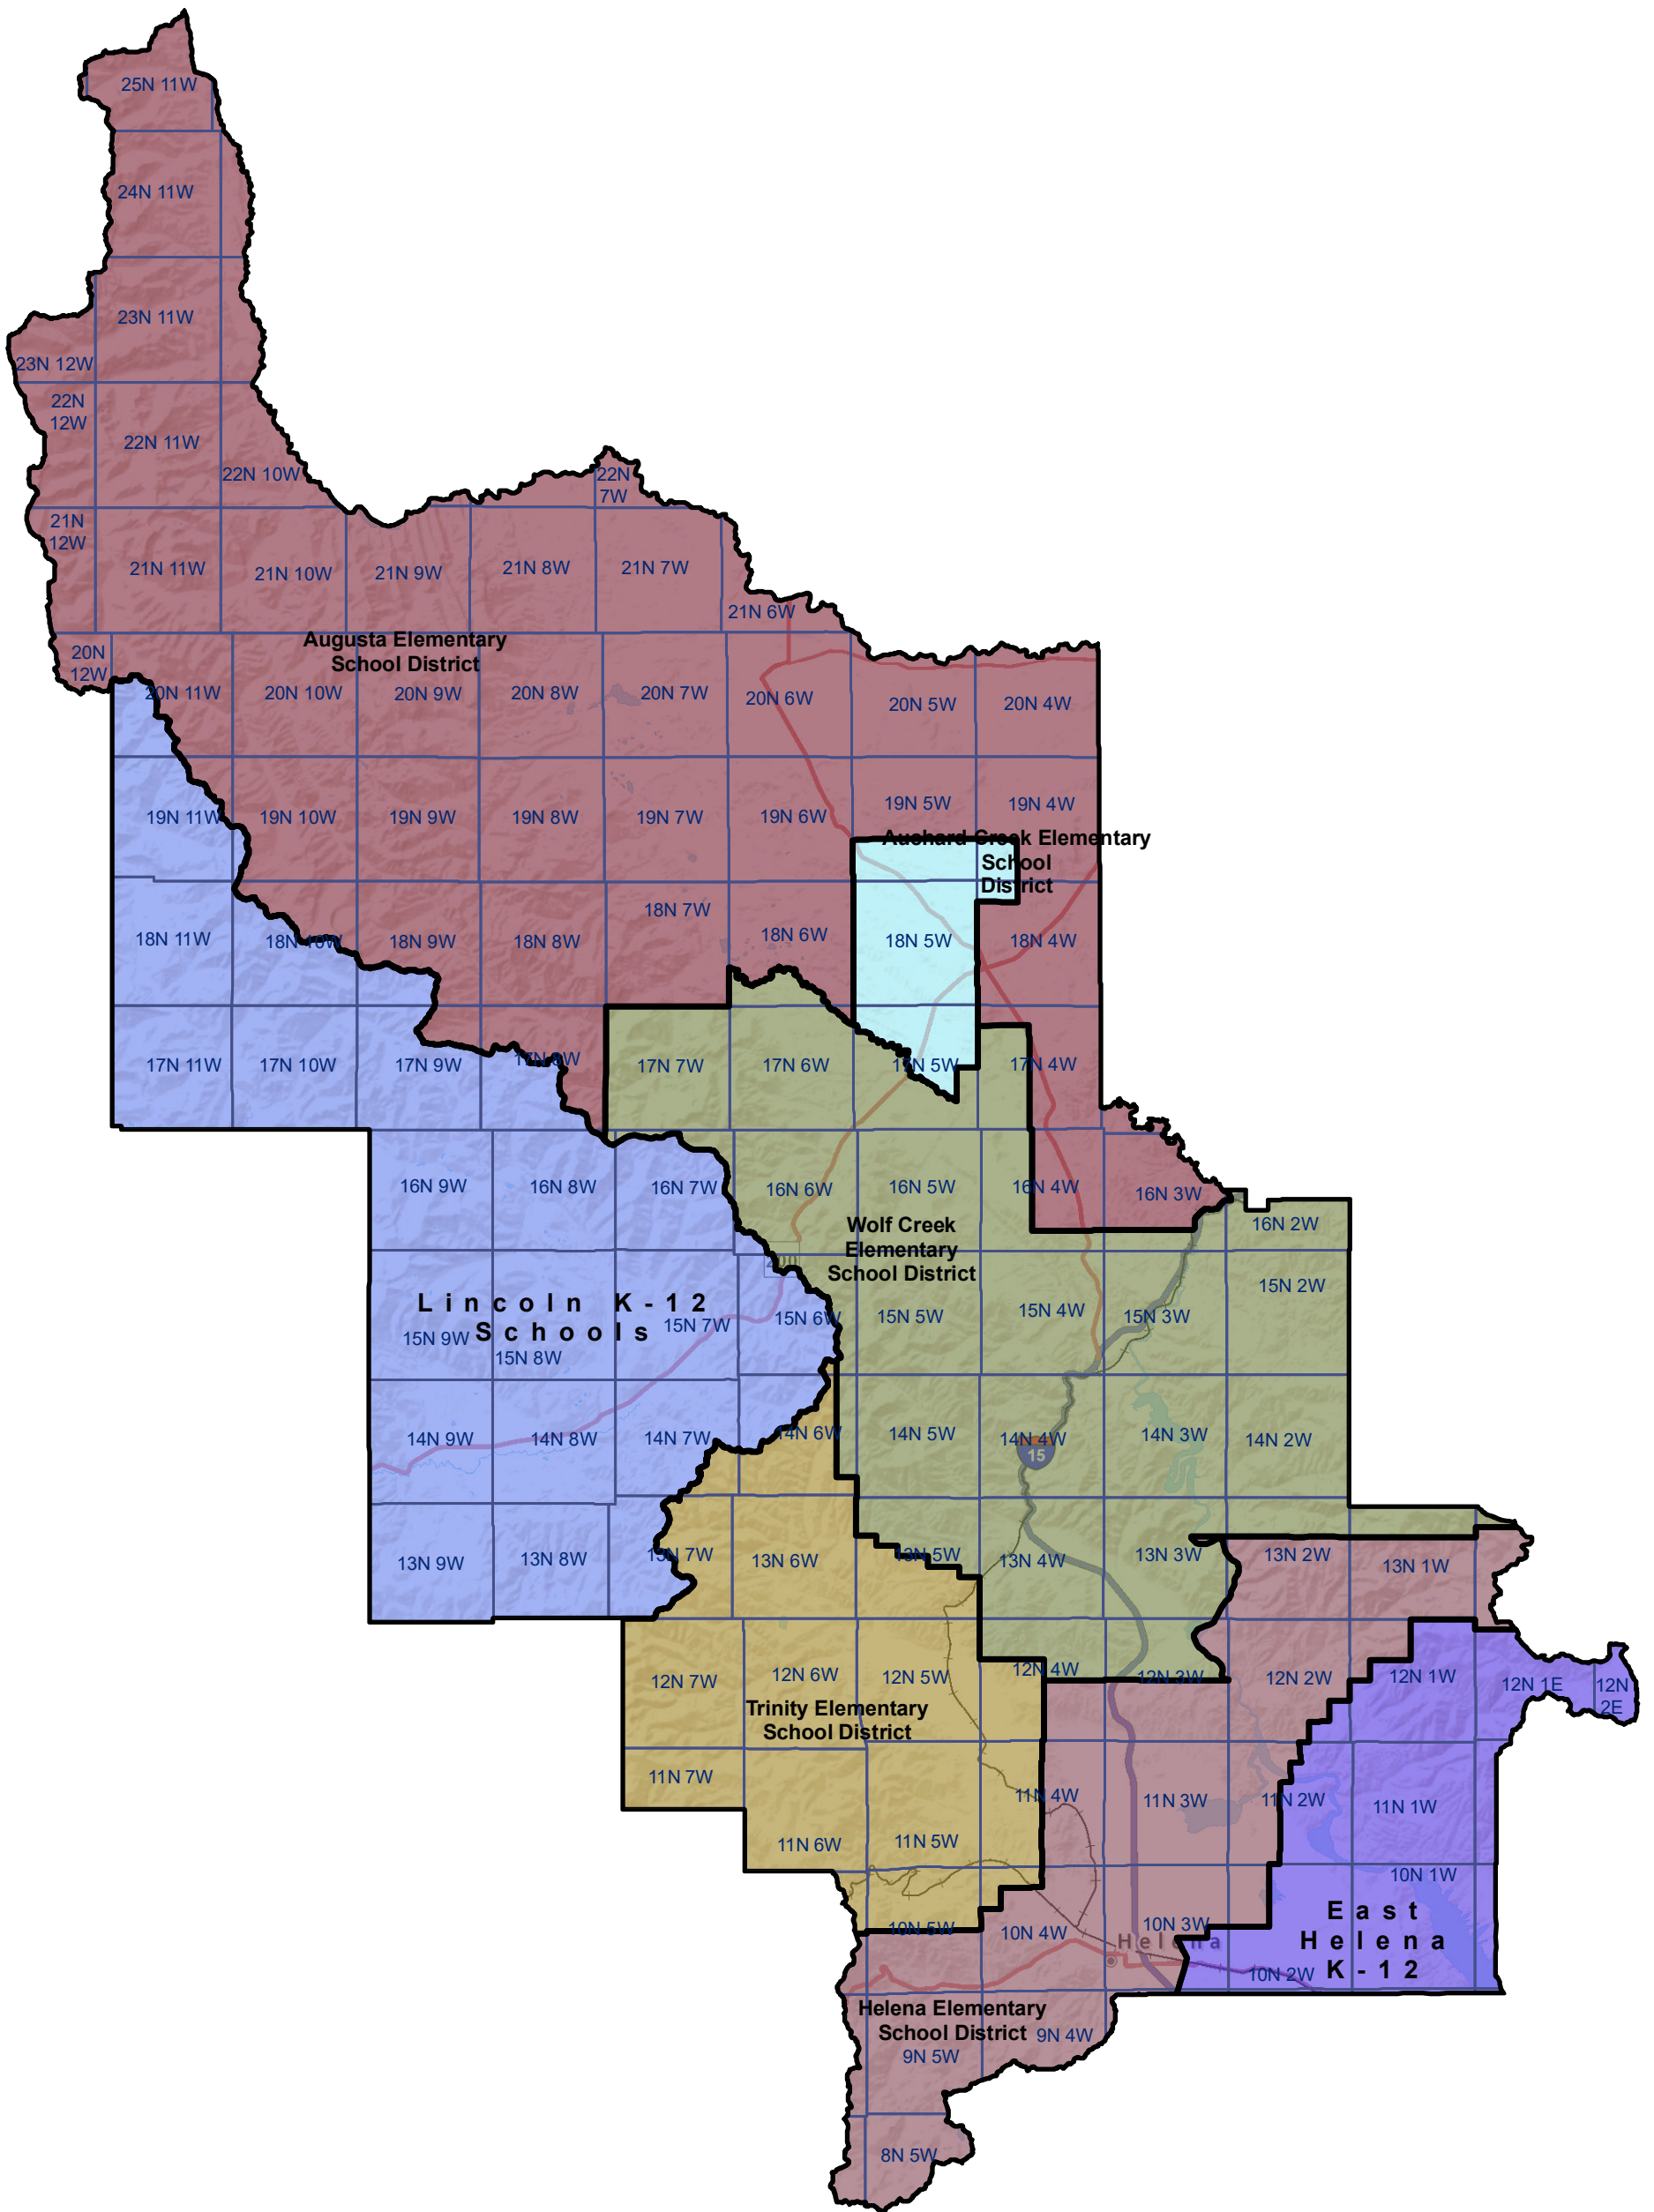 25N 11W
24N 11W
23N 11W
23N 12W
22N
12W
22N 11W
22N 10W
22N
7W
21N
12W
21N 11W
21N 10W
21N 9W
21N 8W
21N 7W
21N 6W
Augusta Elementary
School District
20N
12W
20N 11W
20N 10W
20N 9W
20N 8W
20N 7W
20N 6W
20N 5W
20N 4W
19N 11W
19N 10W
19N 9W
19N 8W
19N 7W
19N 6W
19N 5W
19N 4W
Auchard Creek Elementary
School
District
18N 11W
18N 10W
18N 9W
18N 8W
18N 7W
18N 6W
18N 5W
18N 4W
17N 11W
17N 10W
17N 9W
17N 8W
17N 7W
17N 6W
17N 5W
17N 4W
16N 9W
16N 8W
16N 7W
16N 6W
16N 5W
16N 4W
16N 3W
16N 2W
Wolf Creek
Elementary
School District
200
Lincoln K-12
Schools
15N 9W
15N 8W
15N 7W
15N 6W
15N 5W
15N 4W
15N 3W
15N 2W
14N 9W
14N 8W
14N 7W
14N 6W
14N 5W
14N 4W
15
14N 3W
14N 2W
13N 9W
13N 8W
13N 7W
13N 6W
13N 5W
13N 4W
13N 3W
13N 2W
13N 1W
12N 7W
12N 6W
12N 5W
12N 4W
12N 3W
12N 2W
12N 1W
12N 1E
12N
2E
Trinity Elementary
School District
11N 7W
11N 6W
11N 5W
11N 4W
11N 3W
11N 2W
11N 1W
10N 5W
10N 4W
10N 3W
10N 2W
10N 1W
Helena
East
Helena
K-12
Helena Elementary
School District
9N 5W
9N 4W
8N 5W